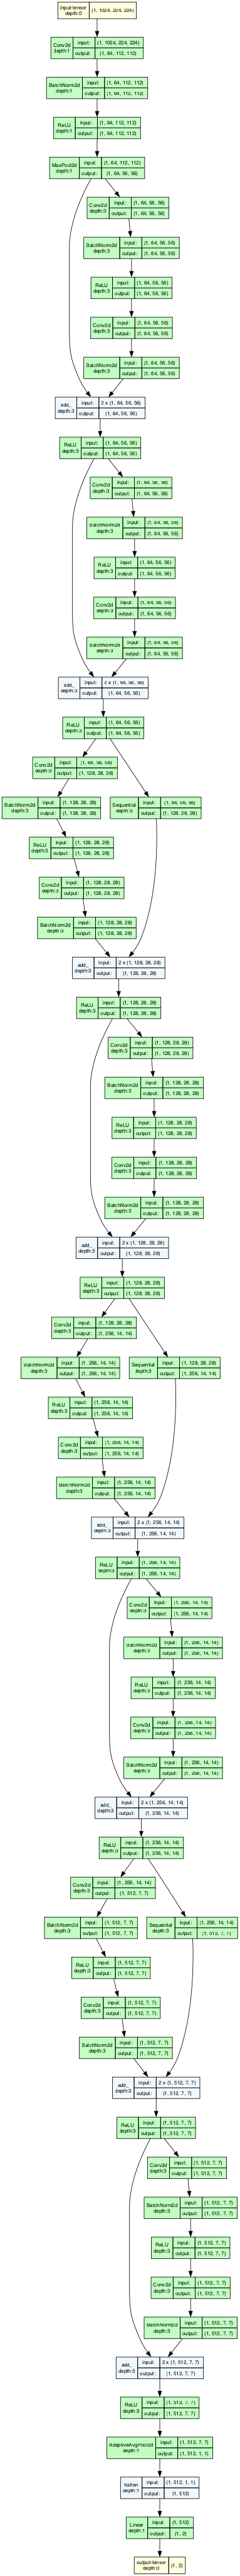 input-tensor
depth:0
(1, 1024, 224, 224)
Conv2d
depth:1
input: (1, 1024, 224, 224)
output: (1, 64, 112, 112)
BatchNorm2d
depth:1
input: (1, 64, 112, 112)
output: (1, 64, 112, 112)
ReLU
depth:1
input: (1, 64, 112, 112)
output: (1, 64, 112, 112)
MaxPool2d
depth:1
input: (1, 64, 112, 112)
output: (1, 64, 56, 56)
Conv2d
depth:3
input: (1, 64, 56, 56)
output: (1, 64, 56, 56)
BatchNorm2d
depth:3
input: (1, 64, 56, 56)
output: (1, 64, 56, 56)
ReLU
depth:3
input: (1, 64, 56, 56)
output: (1, 64, 56, 56)
Conv2d
depth:3
input: (1, 64, 56, 56)
output: (1, 64, 56, 56)
BatchNorm2d
depth:3
input: (1, 64, 56, 56)
output: (1, 64, 56, 56)
add_
depth:3
input: 2 x (1, 64, 56, 56)
output: (1, 64, 56, 56)
ReLU
depth:3
input: (1, 64, 56, 56)
output: (1, 64, 56, 56)
Conv2d
depth:3
input: (1, 64, 56, 56)
output: (1, 64, 56, 56)
BatchNorm2d
depth:3
input: (1, 64, 56, 56)
output: (1, 64, 56, 56)
ReLU
depth:3
input: (1, 64, 56, 56)
output: (1, 64, 56, 56)
Conv2d
depth:3
input: (1, 64, 56, 56)
output: (1, 64, 56, 56)
BatchNorm2d
depth:3
input: (1, 64, 56, 56)
output: (1, 64, 56, 56)
add_
depth:3
input: 2 x (1, 64, 56, 56)
output: (1, 64, 56, 56)
ReLU
depth:3
input: (1, 64, 56, 56)
output: (1, 64, 56, 56)
Conv2d
depth:3
input: (1, 64, 56, 56)
output: (1, 128, 28, 28)
BatchNorm2d
depth:3
input: (1, 128, 28, 28)
output: (1, 128, 28, 28)
Sequential
depth:3
input: (1, 64, 56, 56)
output: (1, 128, 28, 28)
ReLU
depth:3
input: (1, 128, 28, 28)
output: (1, 128, 28, 28)
Conv2d
depth:3
input: (1, 128, 28, 28)
output: (1, 128, 28, 28)
BatchNorm2d
depth:3
input: (1, 128, 28, 28)
output: (1, 128, 28, 28)
add_
depth:3
input: 2 x (1, 128, 28, 28)
output: (1, 128, 28, 28)
ReLU
depth:3
input: (1, 128, 28, 28)
output: (1, 128, 28, 28)
Conv2d
depth:3
input: (1, 128, 28, 28)
output: (1, 128, 28, 28)
BatchNorm2d
depth:3
input: (1, 128, 28, 28)
output: (1, 128, 28, 28)
ReLU
depth:3
input: (1, 128, 28, 28)
output: (1, 128, 28, 28)
Conv2d
depth:3
input: (1, 128, 28, 28)
output: (1, 128, 28, 28)
BatchNorm2d
depth:3
input: (1, 128, 28, 28)
output: (1, 128, 28, 28)
add_
depth:3
input: 2 x (1, 128, 28, 28)
output: (1, 128, 28, 28)
ReLU
depth:3
input: (1, 128, 28, 28)
output: (1, 128, 28, 28)
Conv2d
depth:3
input: (1, 128, 28, 28)
output: (1, 256, 14, 14)
BatchNorm2d
depth:3
input: (1, 256, 14, 14)
output: (1, 256, 14, 14)
Sequential
depth:3
input: (1, 128, 28, 28)
output: (1, 256, 14, 14)
ReLU
depth:3
input: (1, 256, 14, 14)
output: (1, 256, 14, 14)
Conv2d
depth:3
input: (1, 256, 14, 14)
output: (1, 256, 14, 14)
BatchNorm2d
depth:3
input: (1, 256, 14, 14)
output: (1, 256, 14, 14)
add_
depth:3
input: 2 x (1, 256, 14, 14)
output: (1, 256, 14, 14)
ReLU
depth:3
input: (1, 256, 14, 14)
output: (1, 256, 14, 14)
Conv2d
depth:3
input: (1, 256, 14, 14)
output: (1, 256, 14, 14)
BatchNorm2d
depth:3
input: (1, 256, 14, 14)
output: (1, 256, 14, 14)
ReLU
depth:3
input: (1, 256, 14, 14)
output: (1, 256, 14, 14)
Conv2d
depth:3
input: (1, 256, 14, 14)
output: (1, 256, 14, 14)
BatchNorm2d
depth:3
input: (1, 256, 14, 14)
output: (1, 256, 14, 14)
add_
depth:3
input: 2 x (1, 256, 14, 14)
output: (1, 256, 14, 14)
ReLU
depth:3
input: (1, 256, 14, 14)
output: (1, 256, 14, 14)
Conv2d
depth:3
input: (1, 256, 14, 14)
output: (1, 512, 7, 7)
BatchNorm2d
depth:3
input: (1, 512, 7, 7)
output: (1, 512, 7, 7)
Sequential
depth:3
input: (1, 256, 14, 14)
output: (1, 512, 7, 7)
ReLU
depth:3
input: (1, 512, 7, 7)
output: (1, 512, 7, 7)
Conv2d
depth:3
input: (1, 512, 7, 7)
output: (1, 512, 7, 7)
BatchNorm2d
depth:3
input: (1, 512, 7, 7)
output: (1, 512, 7, 7)
add_
depth:3
input: 2 x (1, 512, 7, 7)
output: (1, 512, 7, 7)
ReLU
depth:3
input: (1, 512, 7, 7)
output: (1, 512, 7, 7)
Conv2d
depth:3
input: (1, 512, 7, 7)
output: (1, 512, 7, 7)
BatchNorm2d
depth:3
input: (1, 512, 7, 7)
output: (1, 512, 7, 7)
ReLU
depth:3
input: (1, 512, 7, 7)
output: (1, 512, 7, 7)
Conv2d
depth:3
input: (1, 512, 7, 7)
output: (1, 512, 7, 7)
BatchNorm2d
depth:3
input: (1, 512, 7, 7)
output: (1, 512, 7, 7)
add_
depth:3
input: 2 x (1, 512, 7, 7)
output: (1, 512, 7, 7)
ReLU
depth:3
input: (1, 512, 7, 7)
output: (1, 512, 7, 7)
AdaptiveAvgPool2d
depth:1
input: (1, 512, 7, 7)
output: (1, 512, 1, 1)
flatten
depth:1
input: (1, 512, 1, 1)
output: (1, 512)
Linear
depth:1
input: (1, 512)
output: (1, 2)
output-tensor
depth:0
(1, 2)